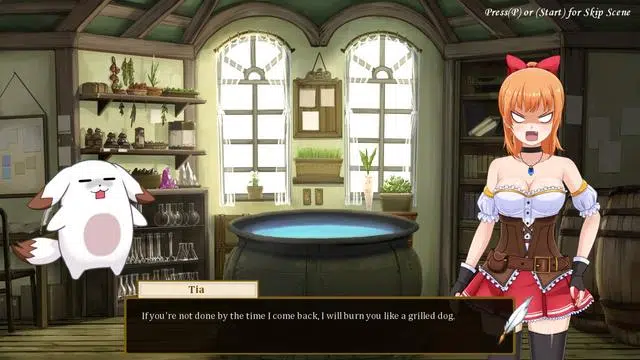 Press(P) or (Start) for Skip Scene
Tia
If you're not done by the time I come back, I will burn you like a grilled dog.